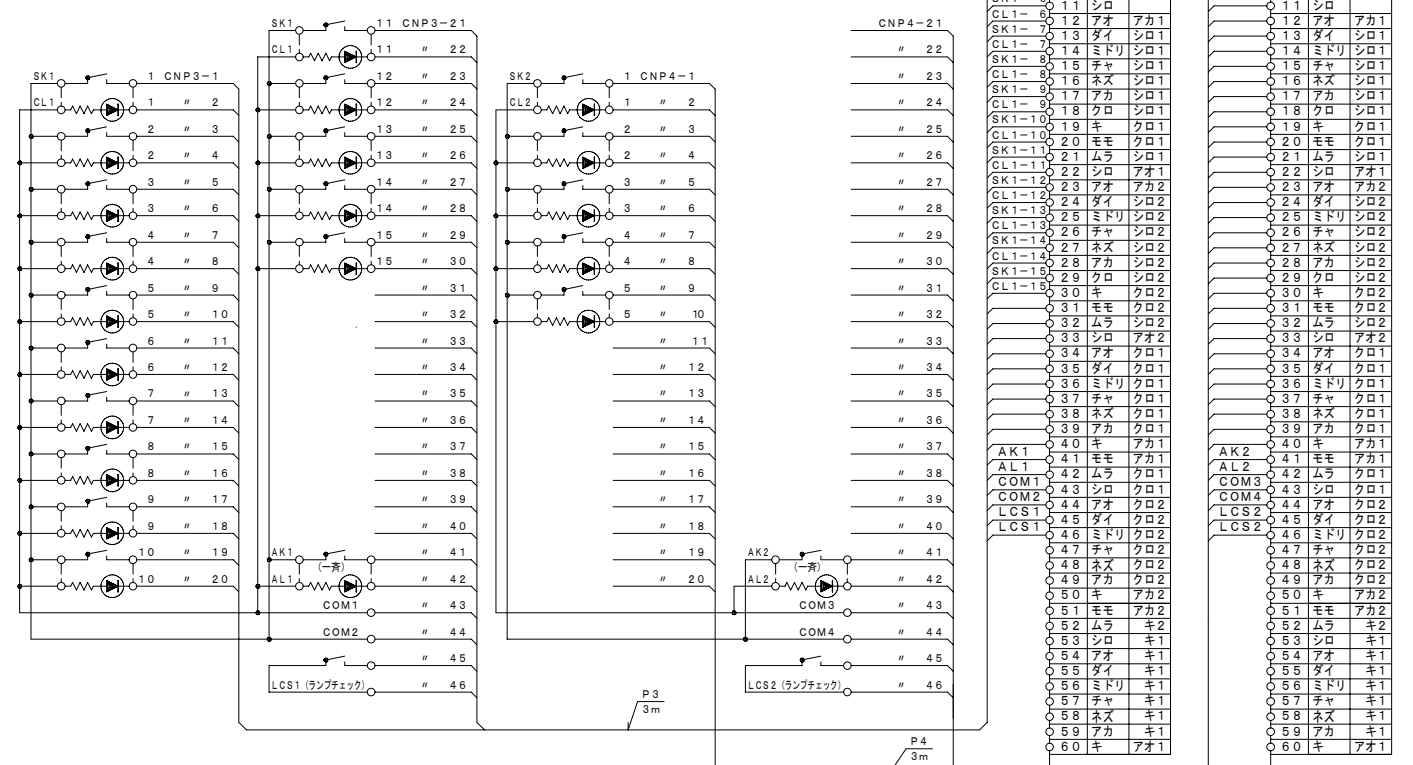 SK1 1 CNP3-1
CL1 1 〃 2
2 〃 3
2 〃 4
3 〃 5
3 〃 6
4 〃 7
4 〃 8
5 〃 9
5 〃 10
6 〃 11
6 〃 12
7 〃 13
7 〃 14
8 〃 15
8 〃 16
9 〃 17
9 〃 18
10 〃 19
10 〃 20
SK1 11 CNP3-21
CL1 11 〃 22
12 〃 23
12 〃 24
13 〃 25
13 〃 26
14 〃 27
14 〃 28
15 〃 29
15 〃 30
〃 31
〃 32
〃 33
〃 34
〃 35
〃 36
〃 37
〃 38
〃 39
〃 40
AK1 (一斉) 〃 41
AL1 〃 42
COM1 〃 43
COM2 〃 44
〃 45
LCS1(ランプチェック) 〃 46
SK2 1 CNP4-1
CL2 1 〃 2
2 〃 3
2 〃 4
3 〃 5
3 〃 6
4 〃 7
4 〃 8
5 〃 9
5 〃 10
〃 11
〃 12
〃 13
〃 14
〃 15
〃 16
〃 17
〃 18
〃 19
〃 20
CNP4-21
〃 22
〃 23
〃 24
〃 25
〃 26
〃 27
〃 28
〃 29
〃 30
〃 31
〃 32
〃 33
〃 34
〃 35
〃 36
〃 37
〃 38
〃 39
〃 40
AK2 (一斉) 〃 41
AL2 〃 42
COM3 〃 43
COM4 〃 44
〃 45
LCS2(ランプチェック) 〃 46
P3
3m
P4
3m
CL1- 6
SK1- 7
CL1- 7
SK1- 8
CL1- 8
SK1- 9
CL1- 9
SK1-10
CL1-10
SK1-11
CL1-11
SK1-12
CL1-12
SK1-13
CL1-13
SK1-14
CL1-14
SK1-15
CL1-15
AK1
AL1
COM1
COM2
LCS1
LCS1
11 シロ
12 アオ アカ1
13 ダイ シロ1
14 ミドリ シロ1
15 チャ シロ1
16 ネズ シロ1
17 アカ シロ1
18 クロ シロ1
19 キ クロ1
20 モモ クロ1
21 ムラ シロ1
22 シロ アオ1
23 アオ アカ2
24 ダイ シロ2
25 ミドリ シロ2
26 チャ シロ2
27 ネズ シロ2
28 アカ シロ2
29 クロ シロ2
30 キ クロ2
31 モモ クロ2
32 ムラ シロ2
33 シロ アオ2
34 アオ クロ1
35 ダイ クロ1
36 ミドリ クロ1
37 チャ クロ1
38 ネズ クロ1
39 アカ クロ1
40 キ アカ1
41 モモ アカ1
42 ムラ クロ1
43 シロ クロ1
44 アオ クロ2
45 ダイ クロ2
46 ミドリ クロ2
47 チャ クロ2
48 ネズ クロ2
49 アカ クロ2
50 キ アカ2
51 モモ アカ2
52 ムラ キ2
53 シロ キ1
54 アオ キ1
55 ダイ キ1
56 ミドリ キ1
57 チャ キ1
58 ネズ キ1
59 アカ キ1
60 キ アオ1
AK2
AL2
COM3
COM4
LCS2
LCS2
11 シロ
12 アオ アカ1
13 ダイ シロ1
14 ミドリ シロ1
15 チャ シロ1
16 ネズ シロ1
17 アカ シロ1
18 クロ シロ1
19 キ クロ1
20 モモ クロ1
21 ムラ シロ1
22 シロ アオ1
23 アオ アカ2
24 ダイ シロ2
25 ミドリ シロ2
26 チャ シロ2
27 ネズ シロ2
28 アカ シロ2
29 クロ シロ2
30 キ クロ2
31 モモ クロ2
32 ムラ シロ2
33 シロ アオ2
34 アオ クロ1
35 ダイ クロ1
36 ミドリ クロ1
37 チャ クロ1
38 ネズ クロ1
39 アカ クロ1
40 キ アカ1
41 モモ アカ1
42 ムラ クロ1
43 シロ クロ1
44 アオ クロ2
45 ダイ クロ2
46 ミドリ クロ2
47 チャ クロ2
48 ネズ クロ2
49 アカ クロ2
50 キ アカ2
51 モモ アカ2
52 ムラ キ2
53 シロ キ1
54 アオ キ1
55 ダイ キ1
56 ミドリ キ1
57 チャ キ1
58 ネズ キ1
59 アカ キ1
60 キ アオ1